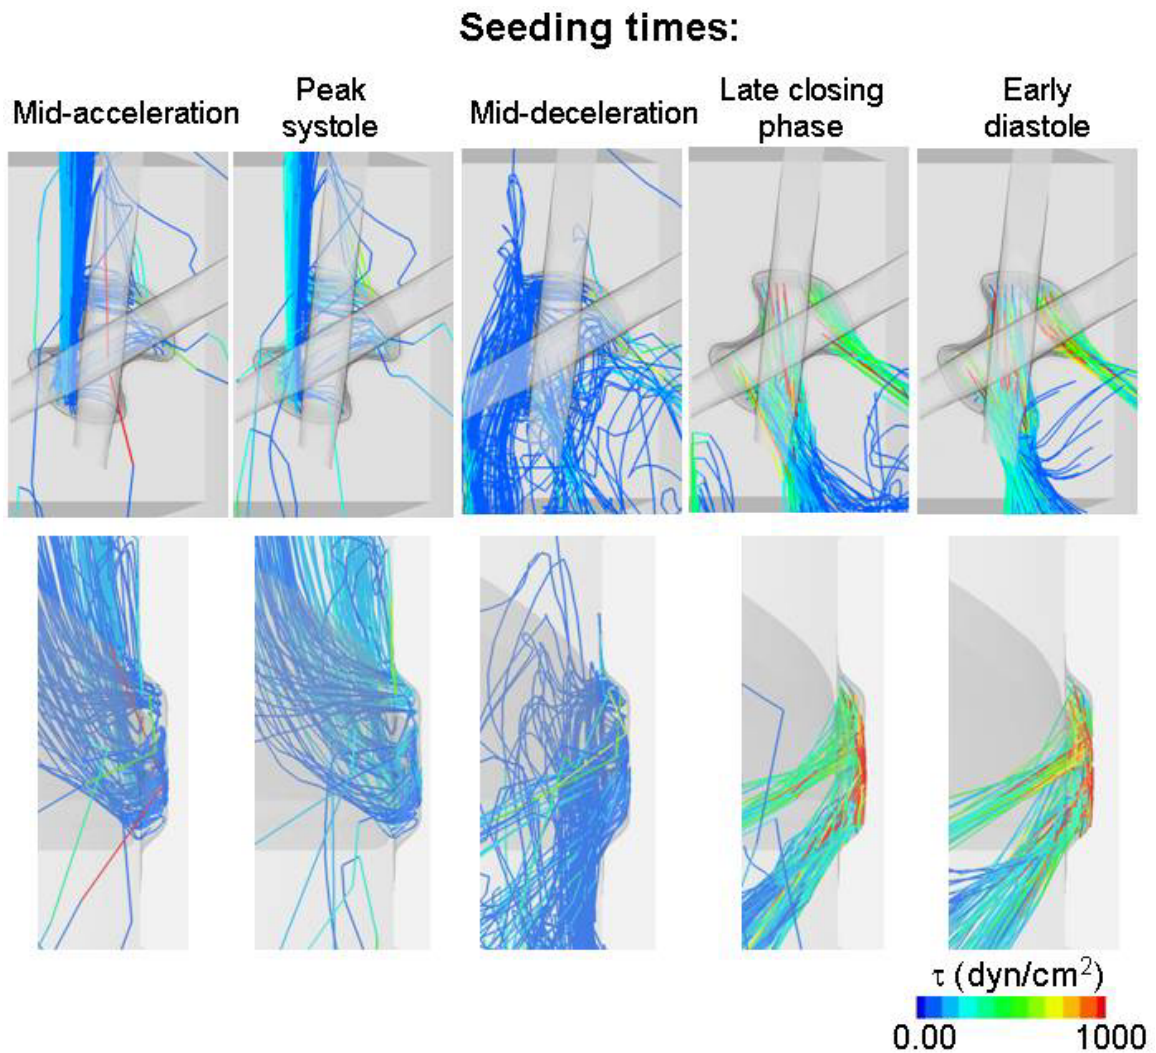 Seeding times:
Mid-acceleration
Peak
systole
Mid-deceleration
Late closing
phase
Early
diastole
τ (dyn/cm²)
0.00 1000